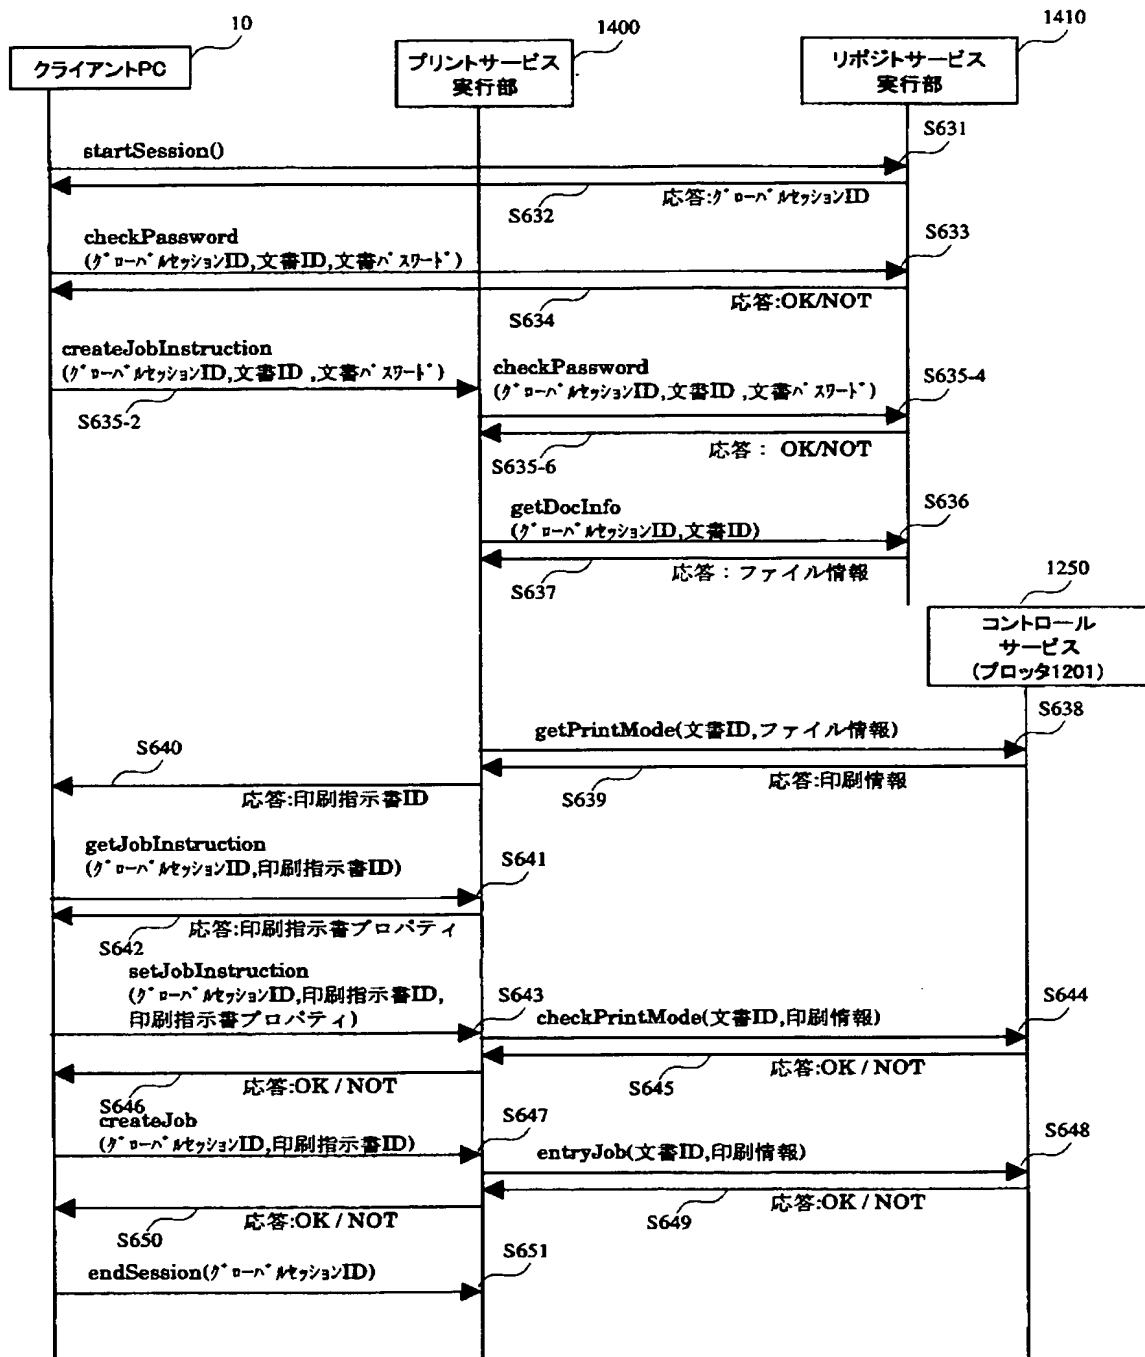 10
1400
1410
クライアントPC
プリントサービス
実行部
リポジトサービス
実行部
startSession()
S631
応答:グローバルセッションID
S632
checkPassword
(グローバルセッションID,文書ID,文書パスワード)
S633
応答:OK/NOT
S634
createJobInstruction
(グローバルセッションID,文書ID ,文書パスワード)
S635-2
checkPassword
(グローバルセッションID,文書ID ,文書パスワード)
S635-4
応答： OK/NOT
S635-6
getDocInfo
(グローバルセッションID,文書ID)
S636
応答：ファイル情報
S637
1250
コントロール
サービス
(プロッタ1201)
S638
getPrintMode(文書ID,ファイル情報)
S640
応答:印刷情報
S639
応答:印刷指示書ID
getJobInstruction
(グローバルセッションID,印刷指示書ID)
S641
応答:印刷指示書プロパティ
S642
setJobInstruction
(グローバルセッションID,印刷指示書ID,
印刷指示書プロパティ)
S643
checkPrintMode(文書ID,印刷情報)
S644
応答:OK / NOT
S645
応答:OK / NOT
S646
createJob
(グローバルセッションID,印刷指示書ID)
S647
entryJob(文書ID,印刷情報)
S648
応答:OK / NOT
S649
応答:OK / NOT
S650
endSession(グローバルセッションID)
S651